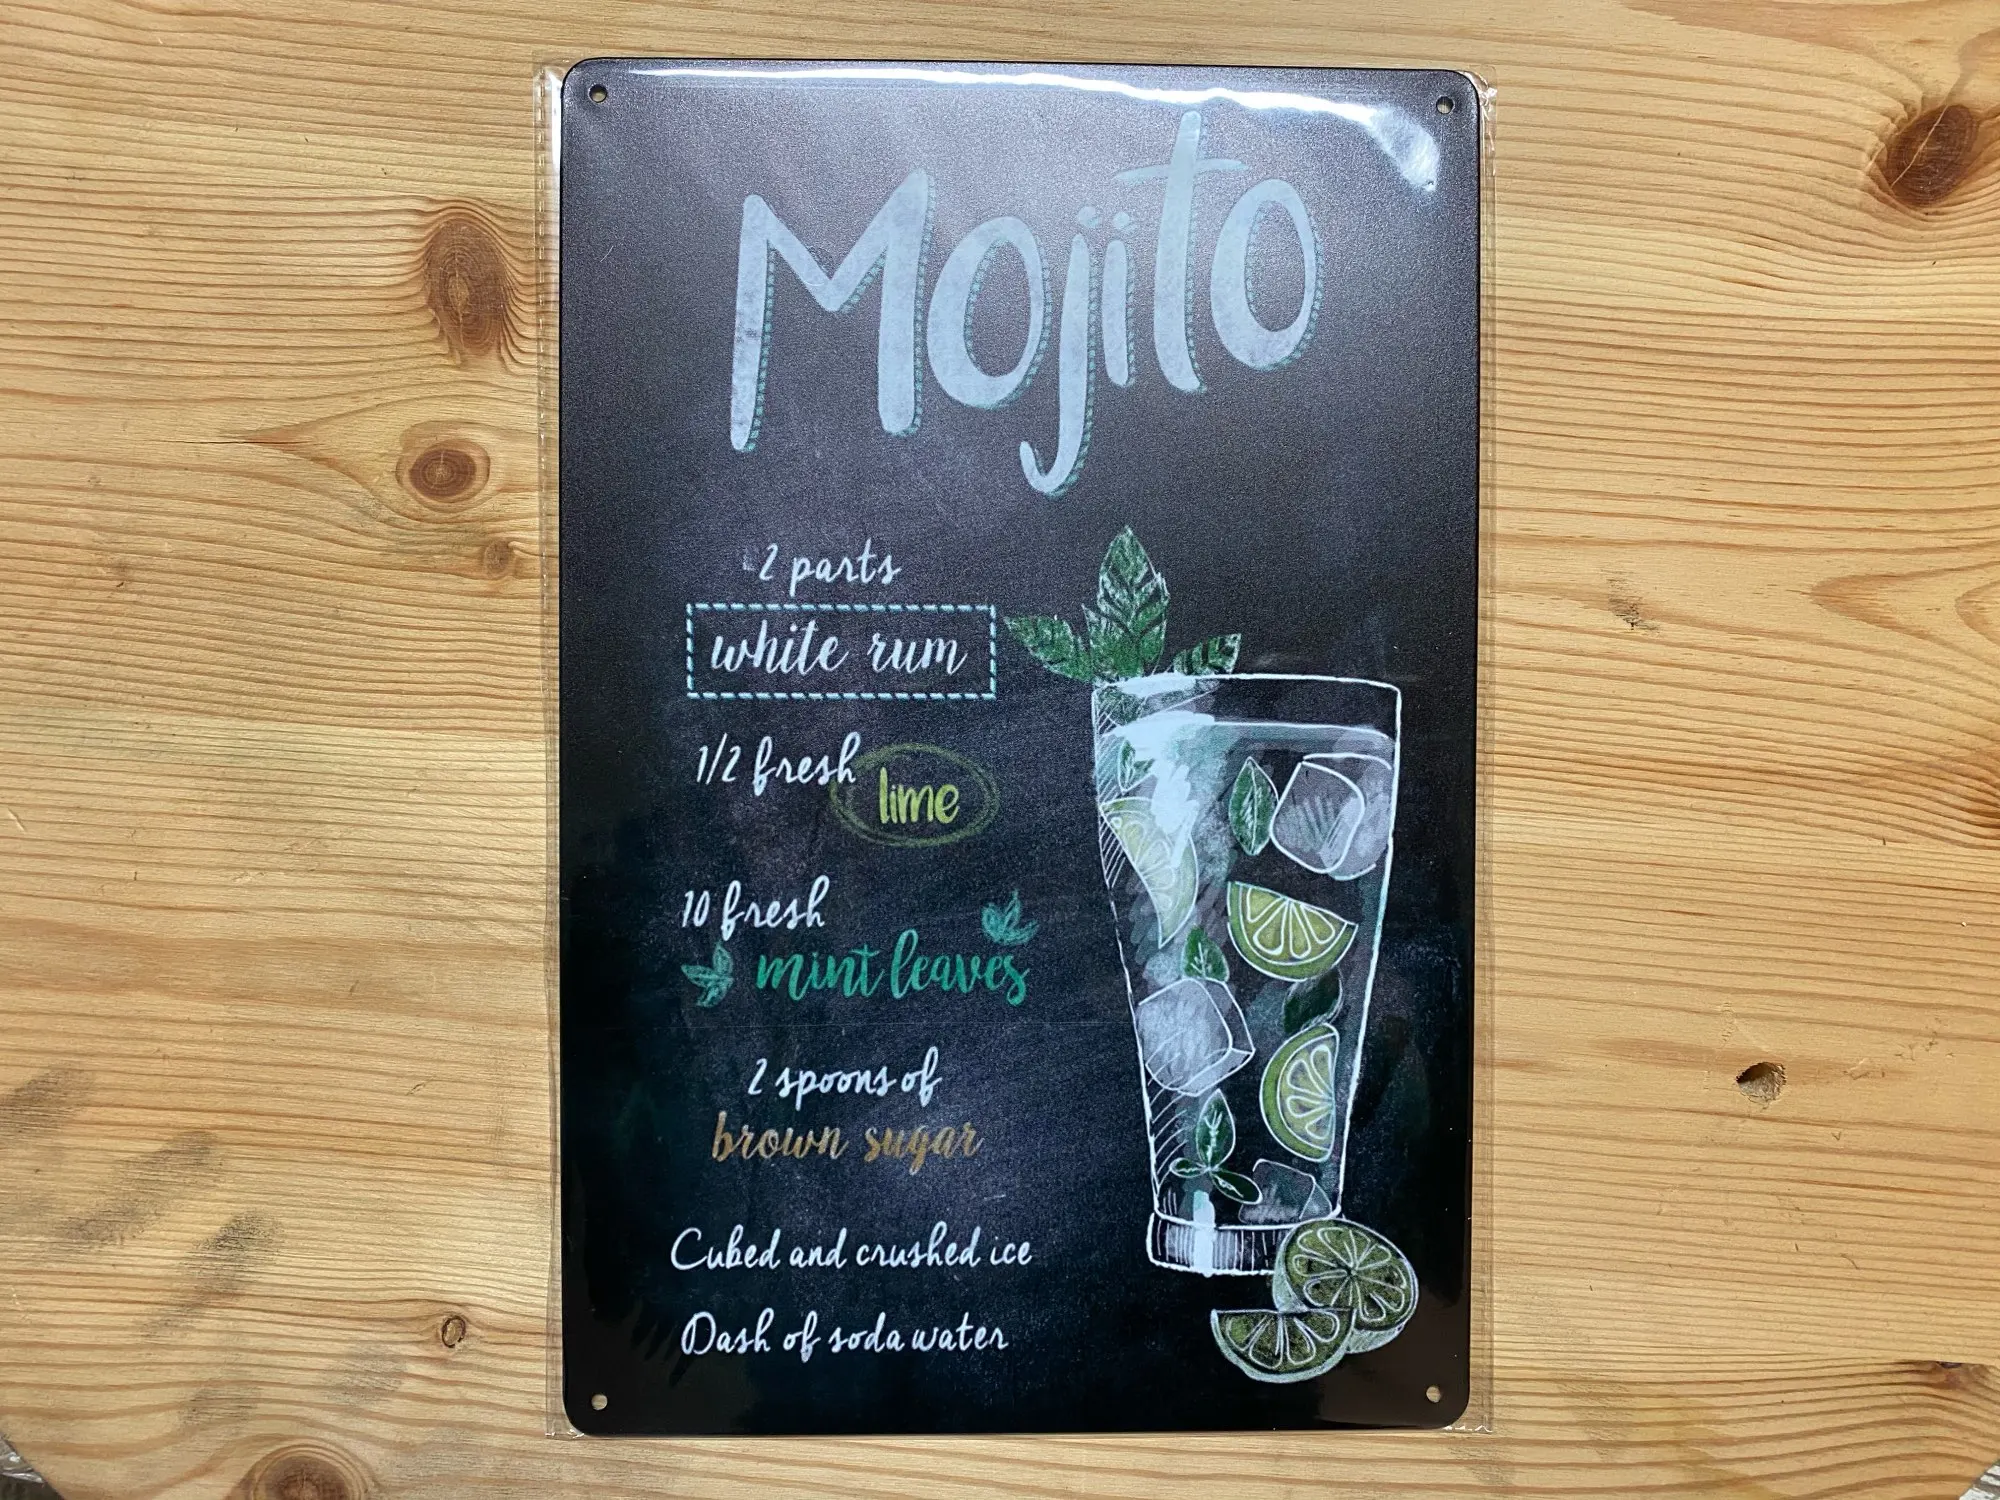 Mojito
2 parts
white rum
1/2 fresh
lime
10 fresh
mint leaves
2 spoons of
brown sugar
Cubed and crushed ice
Dash of soda water